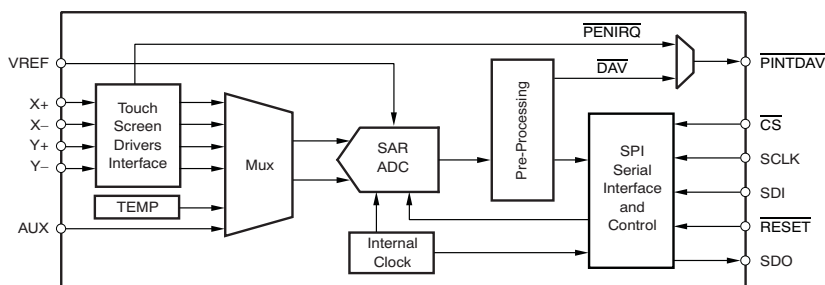 PENIRQ
VREF
DAV
PINTDAV
X+
X–
Y+
Y–
Touch
Screen
Drivers
Interface
Mux
SAR
ADC
Pre-Processing
SPI
Serial
Interface
and
Control
CS
SCLK
SDI
RESET
SDO
TEMP
AUX
Internal
Clock